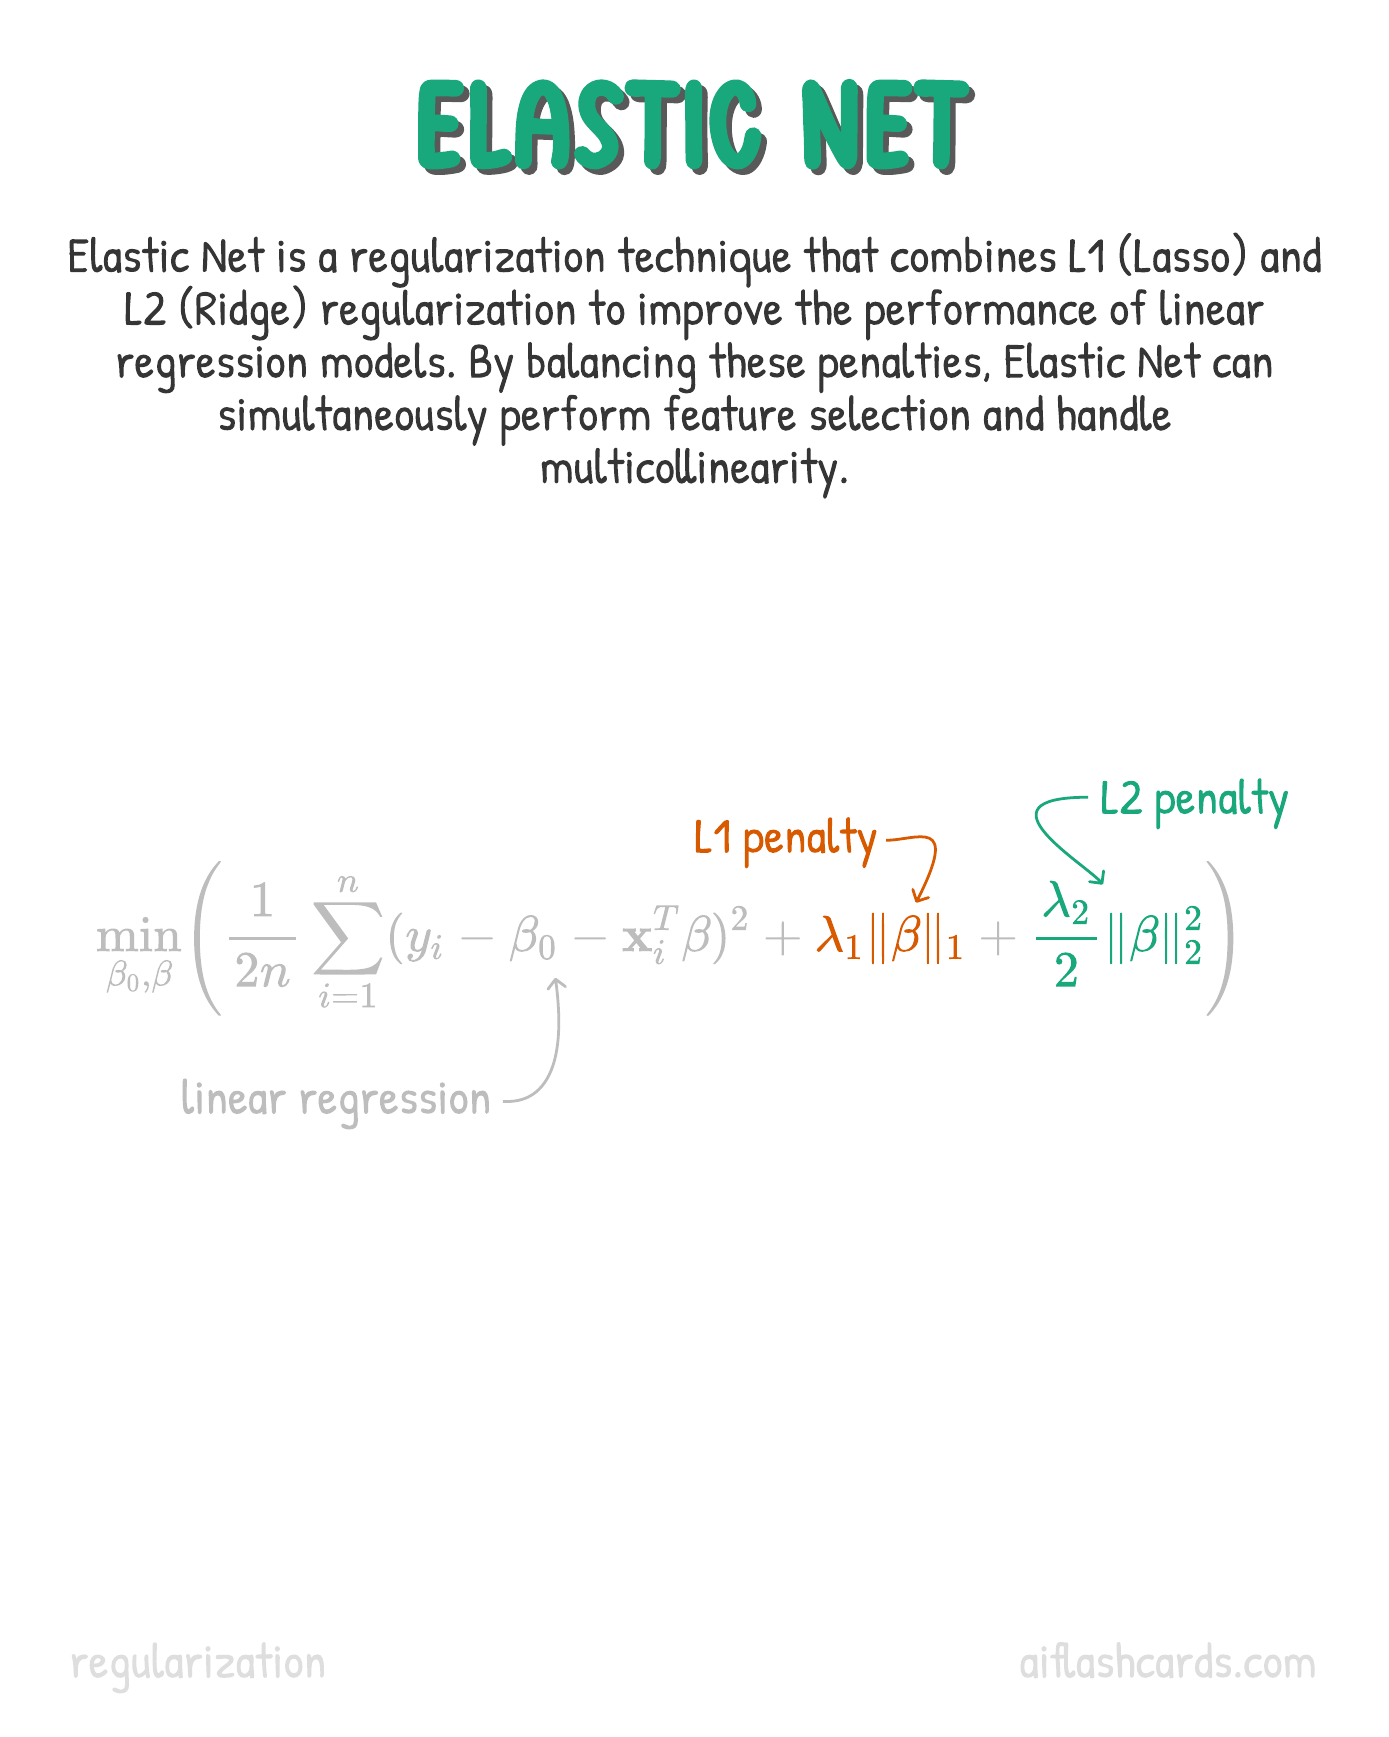 ELASTIC NET
Elastic Net is a regularization technique that combines L1 (Lasso) and
L2 (Ridge) regularization to improve the performance of linear
regression models. By balancing these penalties, Elastic Net can
simultaneously perform feature selection and handle
multicollinearity.
L2 penalty
L1 penalty
\min_{\beta_0,\beta} \left( \frac{1}{2n} \sum_{i=1}^{n} (y_i - \beta_0 - \mathbf{x}_i^T \beta)^2 + \lambda_1 \|\beta\|_1 + \frac{\lambda_2}{2} \|\beta\|_2^2 \right)
linear regression
regularization
aiflashcards.com